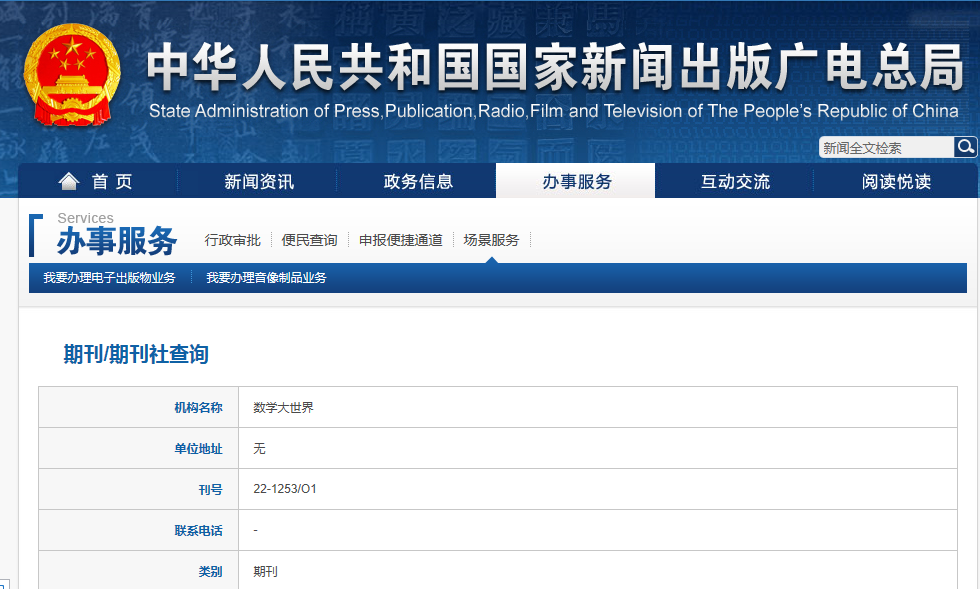 中华人民共和国国家新闻出版广电总局
State Administration of Press,Publication,Radio,Film and Television of The People's Republic of China
新闻全文检索
首 页 新闻资讯 政务信息 办事服务 互动交流 阅读悦读
Services
办事服务 行政审批 便民查询 申报便捷通道 场景服务
我要办理电子出版物业务 我要办理音像制品业务
期刊/期刊社查询
机构名称 数学大世界
单位地址 无
刊号 22-1253/O1
联系电话 -
类别 期刊